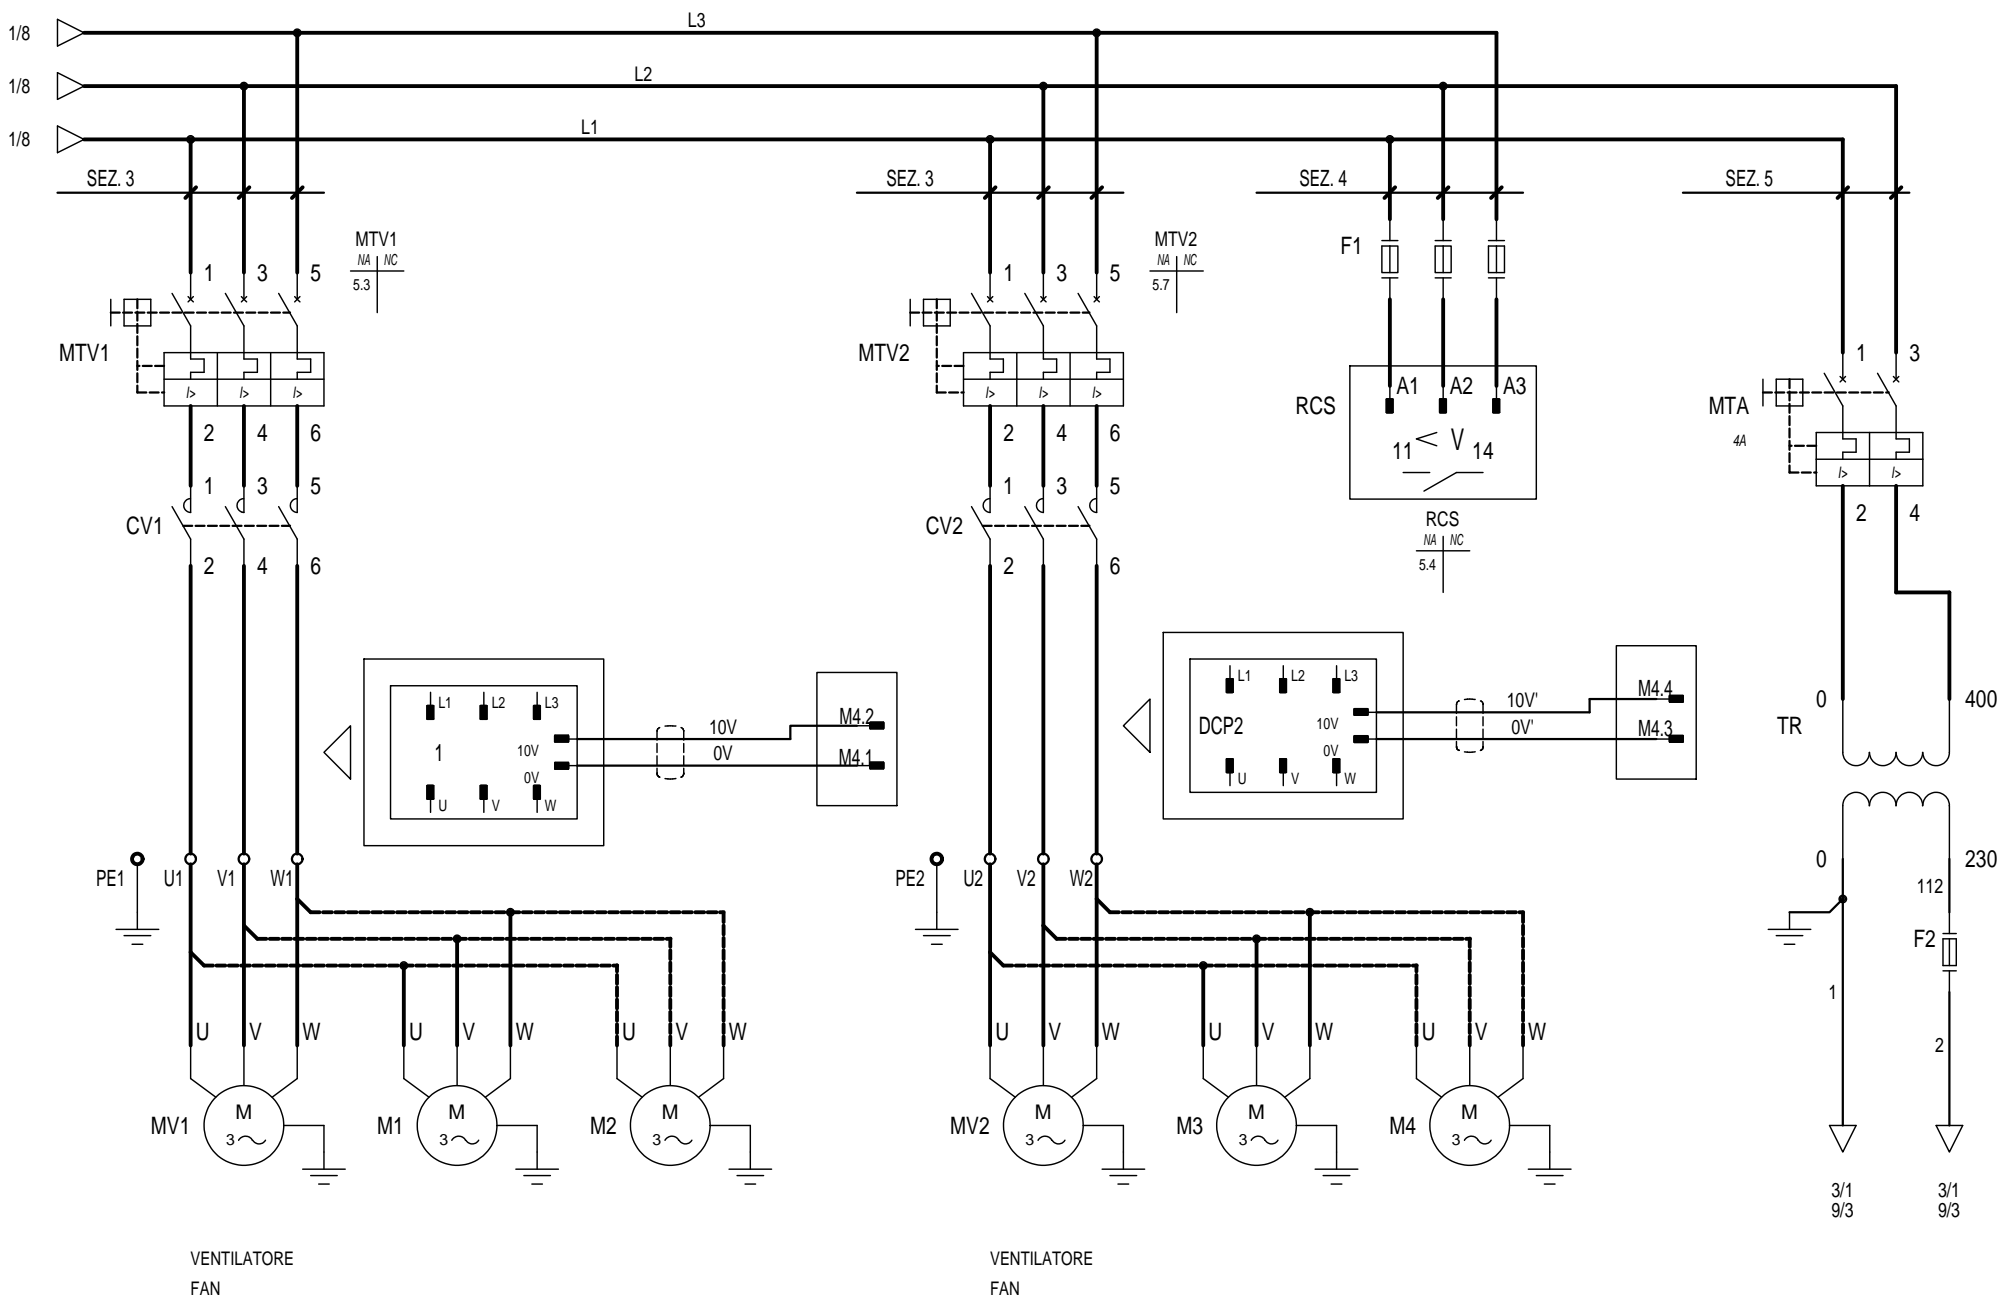 1/8 L3
1/8 L2
1/8 L1
SEZ. 3 SEZ. 3 SEZ. 4 SEZ. 5
MTV1
NA NC
5.3
MTV2
NA NC
5.7
1 3 5
MTV1
I> I> I>
2 4 6
1 3 5
CV1
2 4 6
1 3 5
MTV2
I> I> I>
2 4 6
1 3 5
CV2
2 4 6
F1
RCS
A1 A2 A3
11 < V 14
RCS
NA NC
5.4
1 3
MTA
4A
I> I>
2 4
L1 L2 L3
1
10V
0V
U V W
10V
0V
M4.2
M4.1
L1 L2 L3
DCP2
10V
0V
U V W
10V'
0V'
M4.4
M4.3
0 400
TR
0 230
112
F2
1
2
PE1 U1 V1 W1
PE2 U2 V2 W2
U V W U V W U V W
U V W U V W U V W
MV1 M 3
M1 M 3
M2 M 3
MV2 M 3
M3 M 3
M4 M 3
3/1
9/3
3/1
9/3
VENTILATORE
FAN
VENTILATORE
FAN